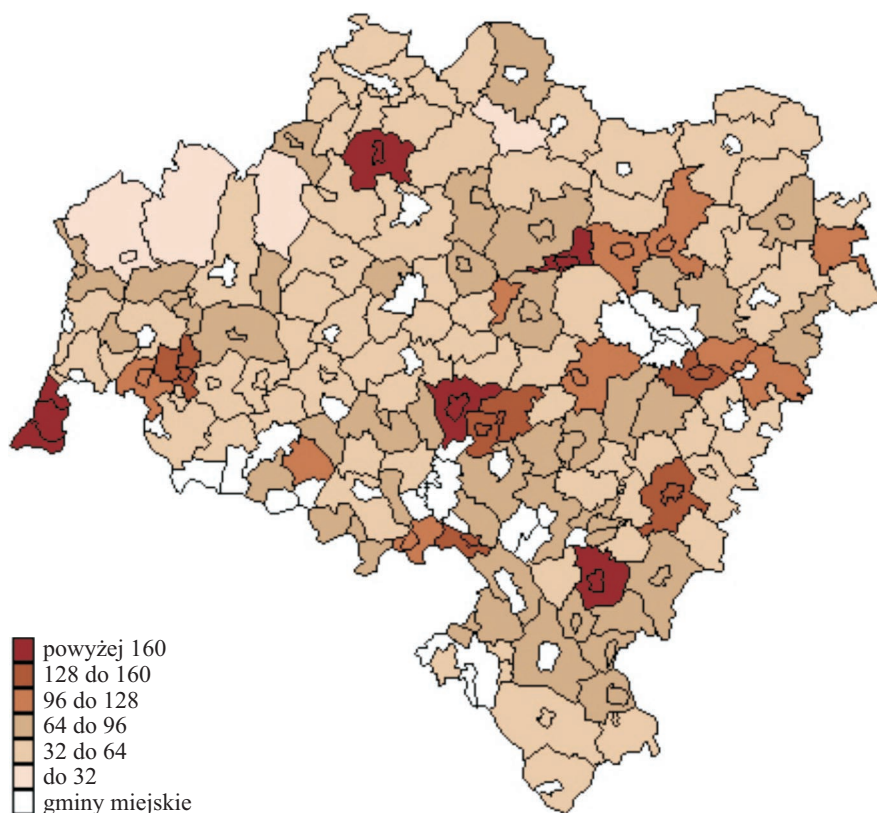 powyżej 160
128 do 160
96 do 128
64 do 96
32 do 64
do 32
gminy miejskie